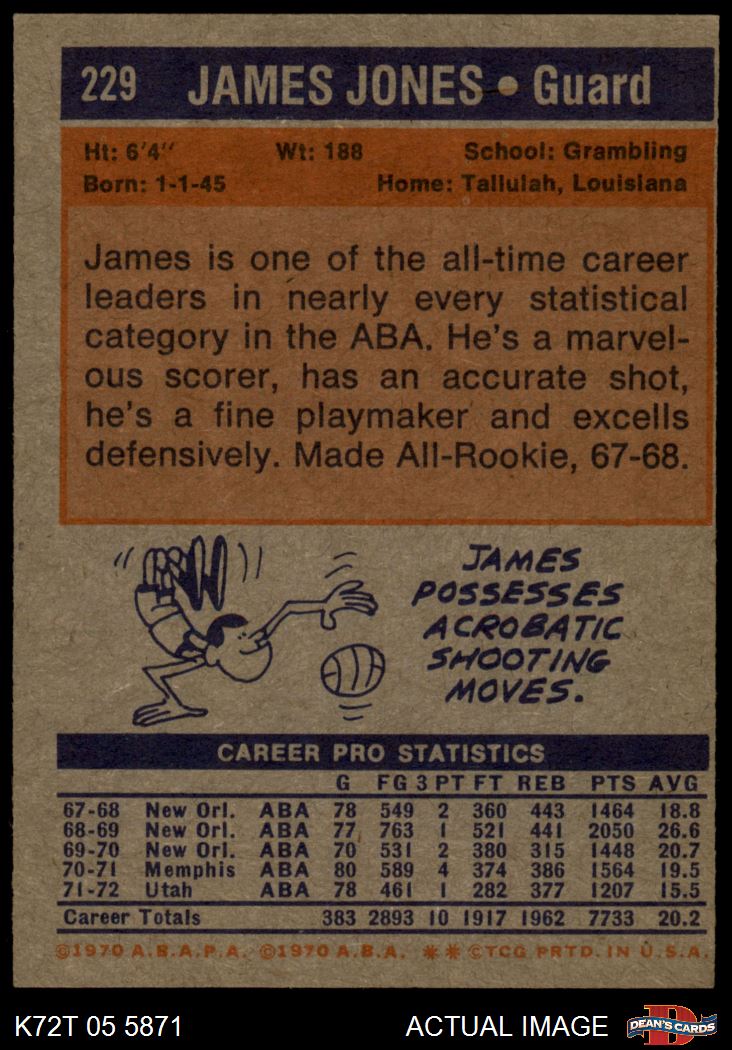 229 JAMES JONES • Guard
Ht: 6'4" Wt: 188 School: Grambling
Born: 1-1-45 Home: Tallulah, Louisiana
James is one of the all-time career
leaders in nearly every statistical
category in the ABA. He's a marvel-
ous scorer, has an accurate shot,
he's a fine playmaker and excells
defensively. Made All-Rookie, 67-68.
JAMES
POSSESSES
ACROBATIC
SHOOTING
MOVES.
CAREER PRO STATISTICS
G FG 3 PT FT REB PTS AVG
67-68 New Orl. ABA 78 549 2 360 443 1464 18.8
68-69 New Orl. ABA 77 763 1 521 441 2050 26.6
69-70 New Orl. ABA 70 531 2 380 315 1448 20.7
70-71 Memphis ABA 80 589 4 374 386 1564 19.5
71-72 Utah ABA 78 461 1 282 377 1207 15.5
Career Totals 383 2893 10 1917 1962 7733 20.2
©1970 A.B.A.P.A. ©1970 A.B.A. ** ©TCG PRTD. IN U.S.A.
K72T 05 5871 ACTUAL IMAGE DEAN'S CARDS